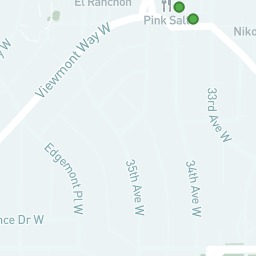 El Ranchon
Pink Sal
Niko
Viewmont Way W
W
33rd Ave W
Edgemont Pl W
35th Ave W
34th Ave W
nce Dr W